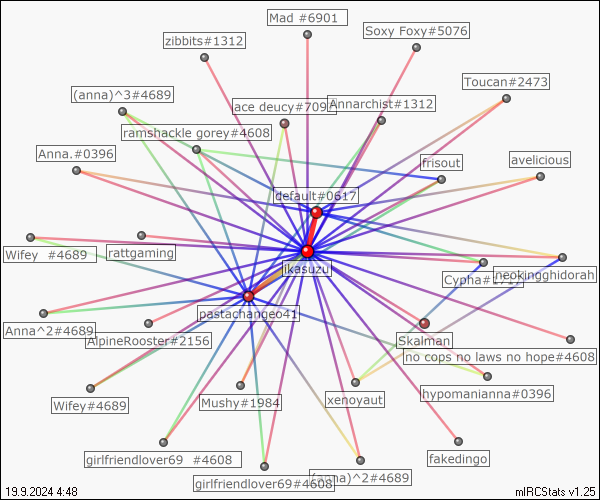 Mad #6901
Soxy Foxy#5076
zibbits#1312
Toucan#2473
(anna)^3#4689
ace deucy#709
Annarchist#1312
ramshackle gorey#4608
Anna.#0396
frisout
avelicious
default#0617
Wifey #4689
rattgaming
jikasuzu
neokingghidorah
pastachangeo41
Anna^2#4689
AlpineRooster#2156
Skalman
no cops no laws no hope#4608
Wifey#4689
Mushy#1984
xenoyaut
hypomanianna#0396
girlfriendlover69 #4608
fakedingo
(anna)^2#4689
girlfriendlover69#4608
19.9.2024 4:48
mIRCStats v1.25